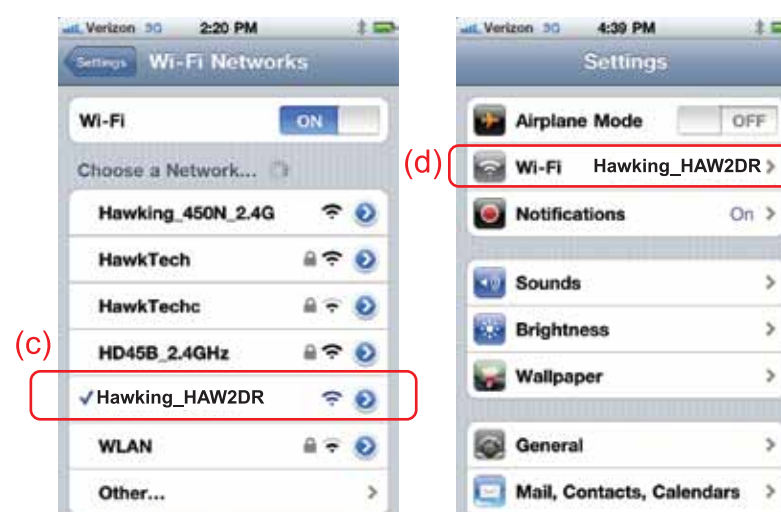 Verizon 3G 2:20 PM
Settings Wi-Fi Networks
Wi-Fi ON
Choose a Network...
Hawking_450N_2.4G
HawkTech
HawkTechc
(c)
HD45B_2.4GHz
✓ Hawking_HAW2DR
WLAN
Other... >
Verizon 3G 4:39 PM
Settings
Airplane Mode OFF
(d)
Wi-Fi Hawking_HAW2DR >
Notifications On >
Sounds >
Brightness >
Wallpaper >
General >
Mail, Contacts, Calendars >